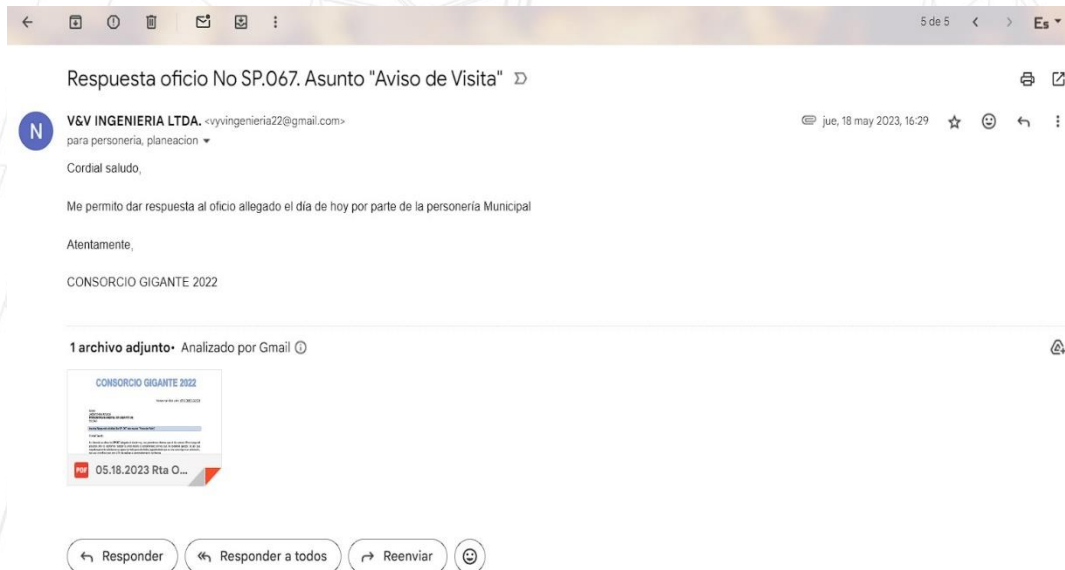 5 de 5
Es
Respuesta oficio No SP.067. Asunto "Aviso de Visita"
N
V&V INGENIERIA LTDA. <vyvingenieria22@gmail.com>
jue, 18 may 2023, 16:29
para personeria, planeacion
Cordial saludo,
Me permito dar respuesta al oficio allegado el día de hoy por parte de la personería Municipal
Atentamente,
CONSORCIO GIGANTE 2022
1 archivo adjunto• Analizado por Gmail
CONSORCIO GIGANTE 2022
PDF
05.18.2023 Rta O...
Responder
Responder a todos
Reenviar